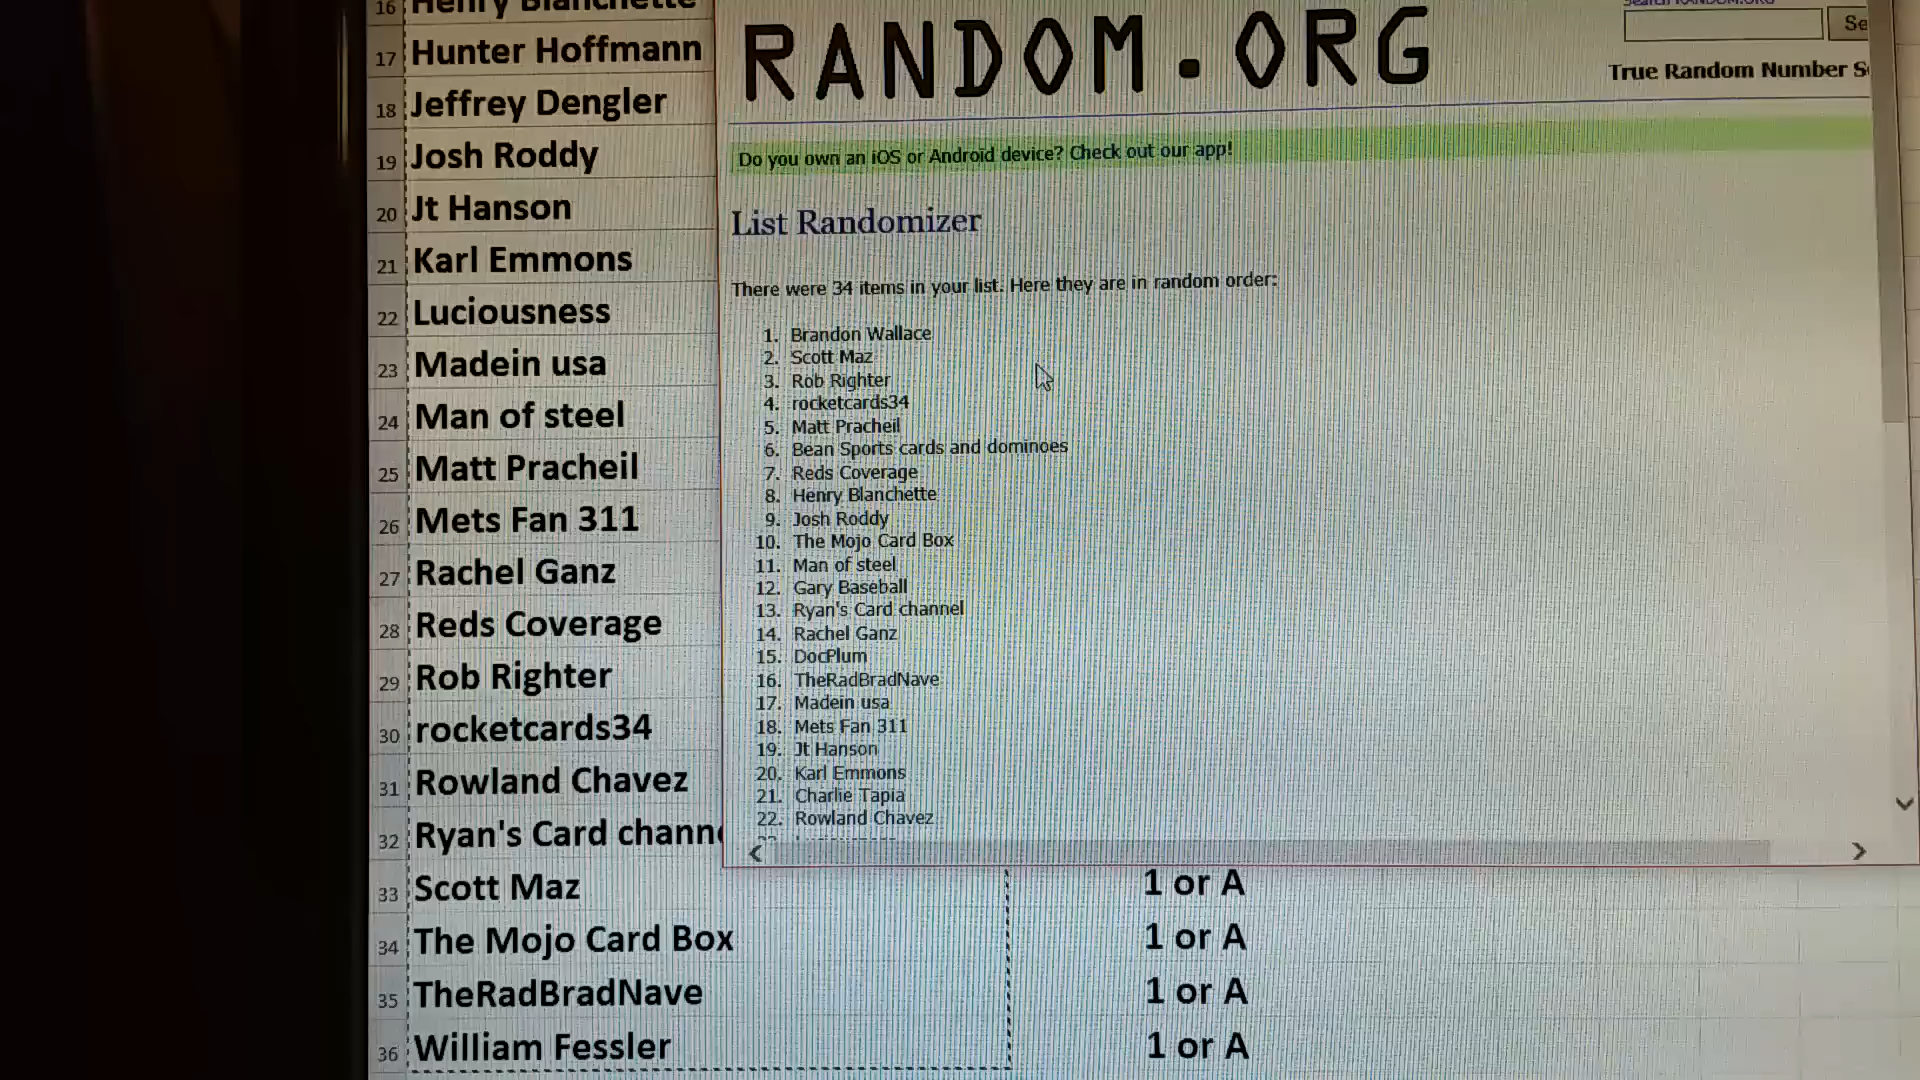 16 Henry Blanchette
17 Hunter Hoffmann
18 Jeffrey Dengler
19 Josh Roddy
20 Jt Hanson
21 Karl Emmons
22 Luciousness
23 Madein usa
24 Man of steel
25 Matt Pracheil
26 Mets Fan 311
27 Rachel Ganz
28 Reds Coverage
29 Rob Righter
30 rocketcards34
31 Rowland Chavez
32 Ryan's Card channe
33 Scott Maz 1 or A
34 The Mojo Card Box 1 or A
35 TheRadBradNave 1 or A
36 William Fessler 1 or A
Search RANDOM.ORG
RANDOM.ORG
Se
True Random Number S
Do you own an iOS or Android device? Check out our app!
List Randomizer
There were 34 items in your list. Here they are in random order:
1. Brandon Wallace
2. Scott Maz
3. Rob Righter
4. rocketcards34
5. Matt Pracheil
6. Bean Sports cards and dominoes
7. Reds Coverage
8. Henry Blanchette
9. Josh Roddy
10. The Mojo Card Box
11. Man of steel
12. Gary Baseball
13. Ryan's Card channel
14. Rachel Ganz
15. DocPlum
16. TheRadBradNave
17. Madein usa
18. Mets Fan 311
19. Jt Hanson
20. Karl Emmons
21. Charlie Tapia
22. Rowland Chavez